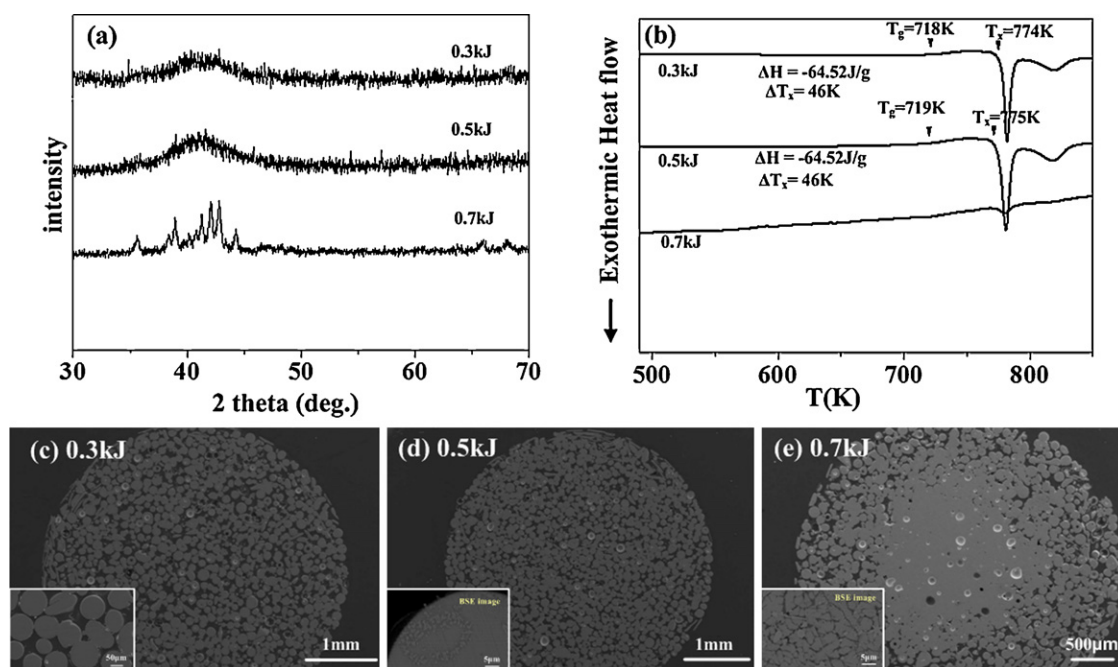 (a)
0.3kJ
0.5kJ
0.7kJ
intensity
30 40 50 60 70
2 theta (deg.)
(b)
Tg=718K Tx=774K
0.3kJ ΔH = -64.52J/g
ΔTx= 46K
Tg=719K Tx=775K
0.5kJ ΔH = -64.52J/g
ΔTx= 46K
0.7kJ
Exothermic Heat flow
500 600 700 800
T(K)
(c) 0.3kJ
50μm
1mm
(d) 0.5kJ
BSE image
5μm
1mm
(e) 0.7kJ
BSE image
5μm
500μm